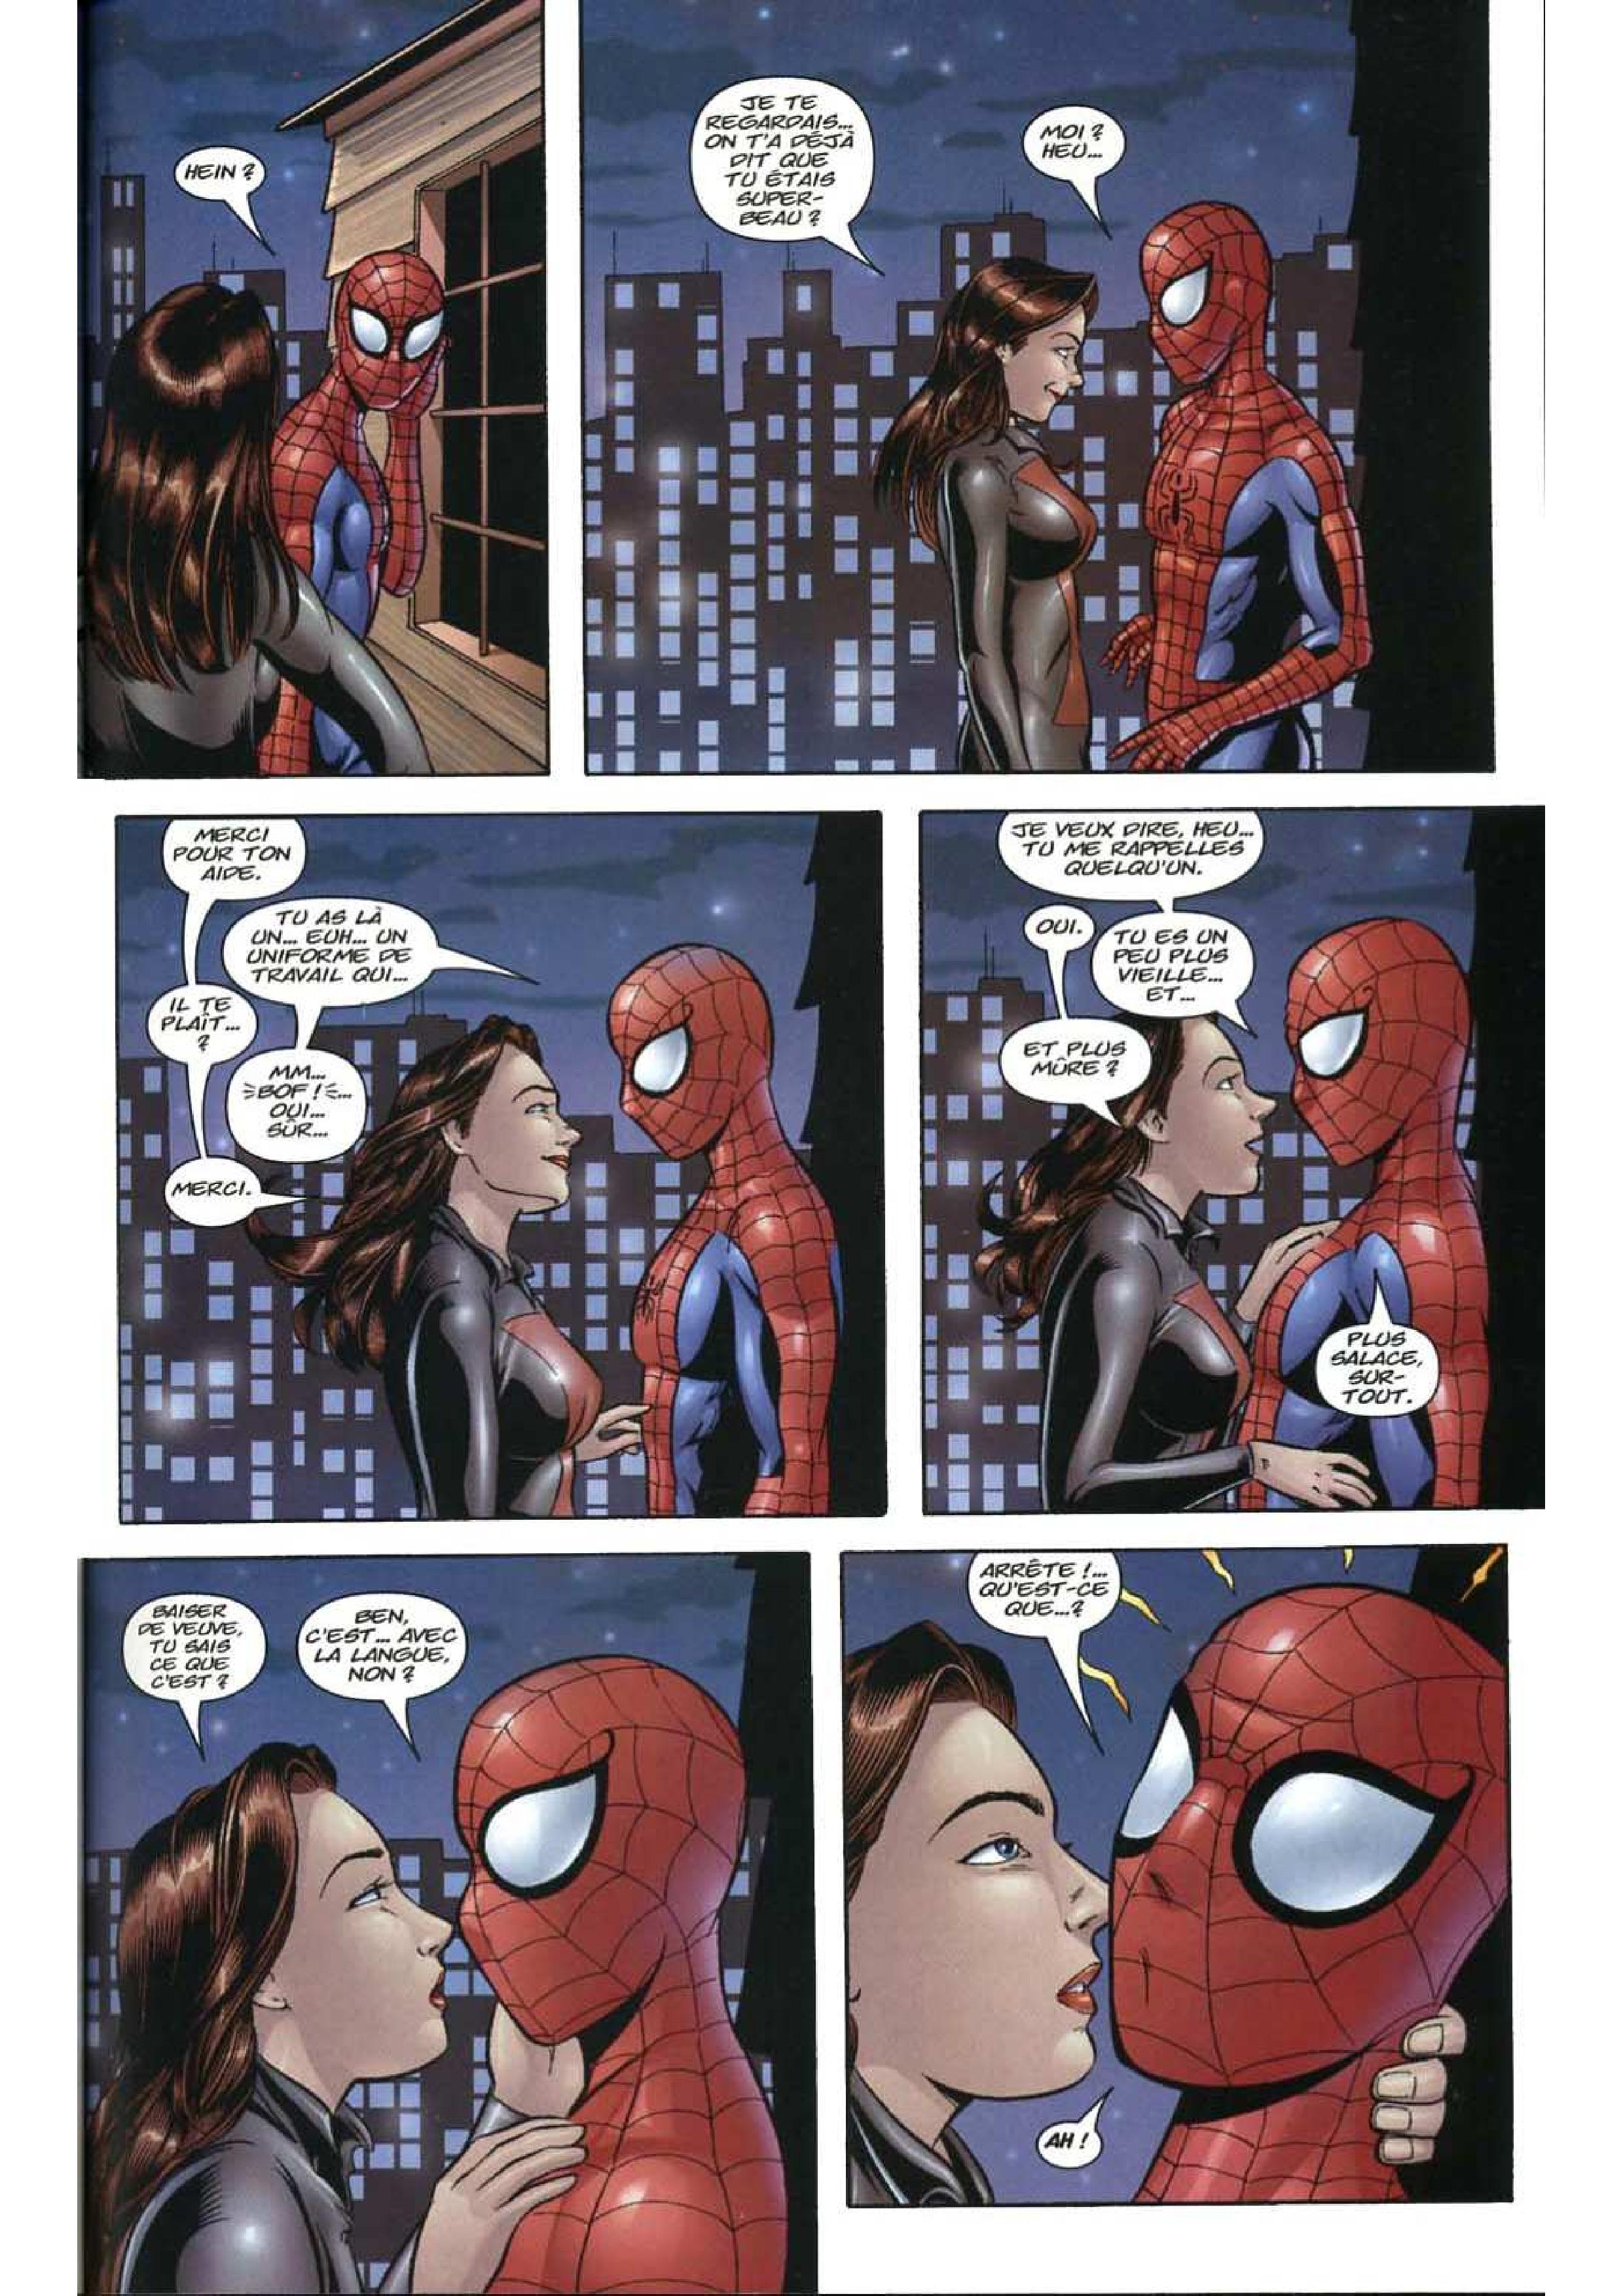 HEIN ?
JE TE
REGARDAIS...
ON T'A DÉJÀ
DIT QUE
TU ÉTAIS
SUPER-
BEAU ?
MOI ?
HEU...
MERCI
POUR TON
AIDE.
TU AS LÀ
UN... EUH... UN
UNIFORME DE
TRAVAIL QUI...
IL TE
PLAÎT...
?
MM...
BOF !...
OUI...
SÛR...
MERCI.
JE VEUX DIRE, HEU...
TU ME RAPPELLES
QUELQU'UN.
OUI.
TU ES UN
PEU PLUS
VIEILLE...
ET...
ET PLUS
MÛRE ?
PLUS
SALACE,
SUR-
TOUT.
BAISER
DE VEUVE,
TU SAIS
CE QUE
C'EST ?
BEN,
C'EST... AVEC
LA LANGUE,
NON ?
ARRÊTE !...
QU'EST-CE
QUE...?
AH !